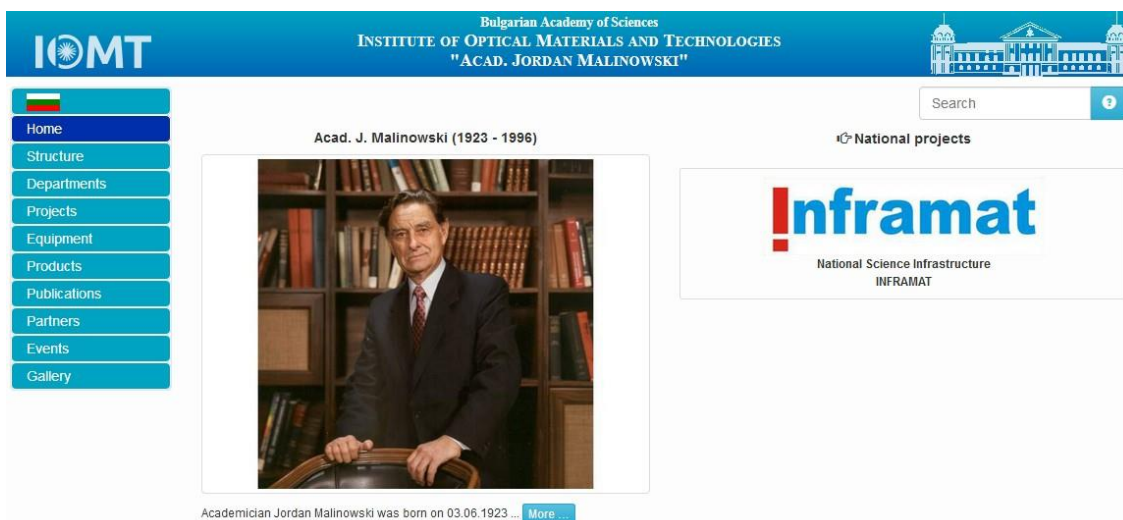 IOMT
Bulgarian Academy of Sciences
INSTITUTE OF OPTICAL MATERIALS AND TECHNOLOGIES
"ACAD. JORDAN MALINOWSKI"
Search
Home
Structure
Departments
Projects
Equipment
Products
Publications
Partners
Events
Gallery
Acad. J. Malinowski (1923 - 1996)
Academician Jordan Malinowski was born on 03.06.1923 ... More ...
National projects
Inframat
National Science Infrastructure
INFRAMAT